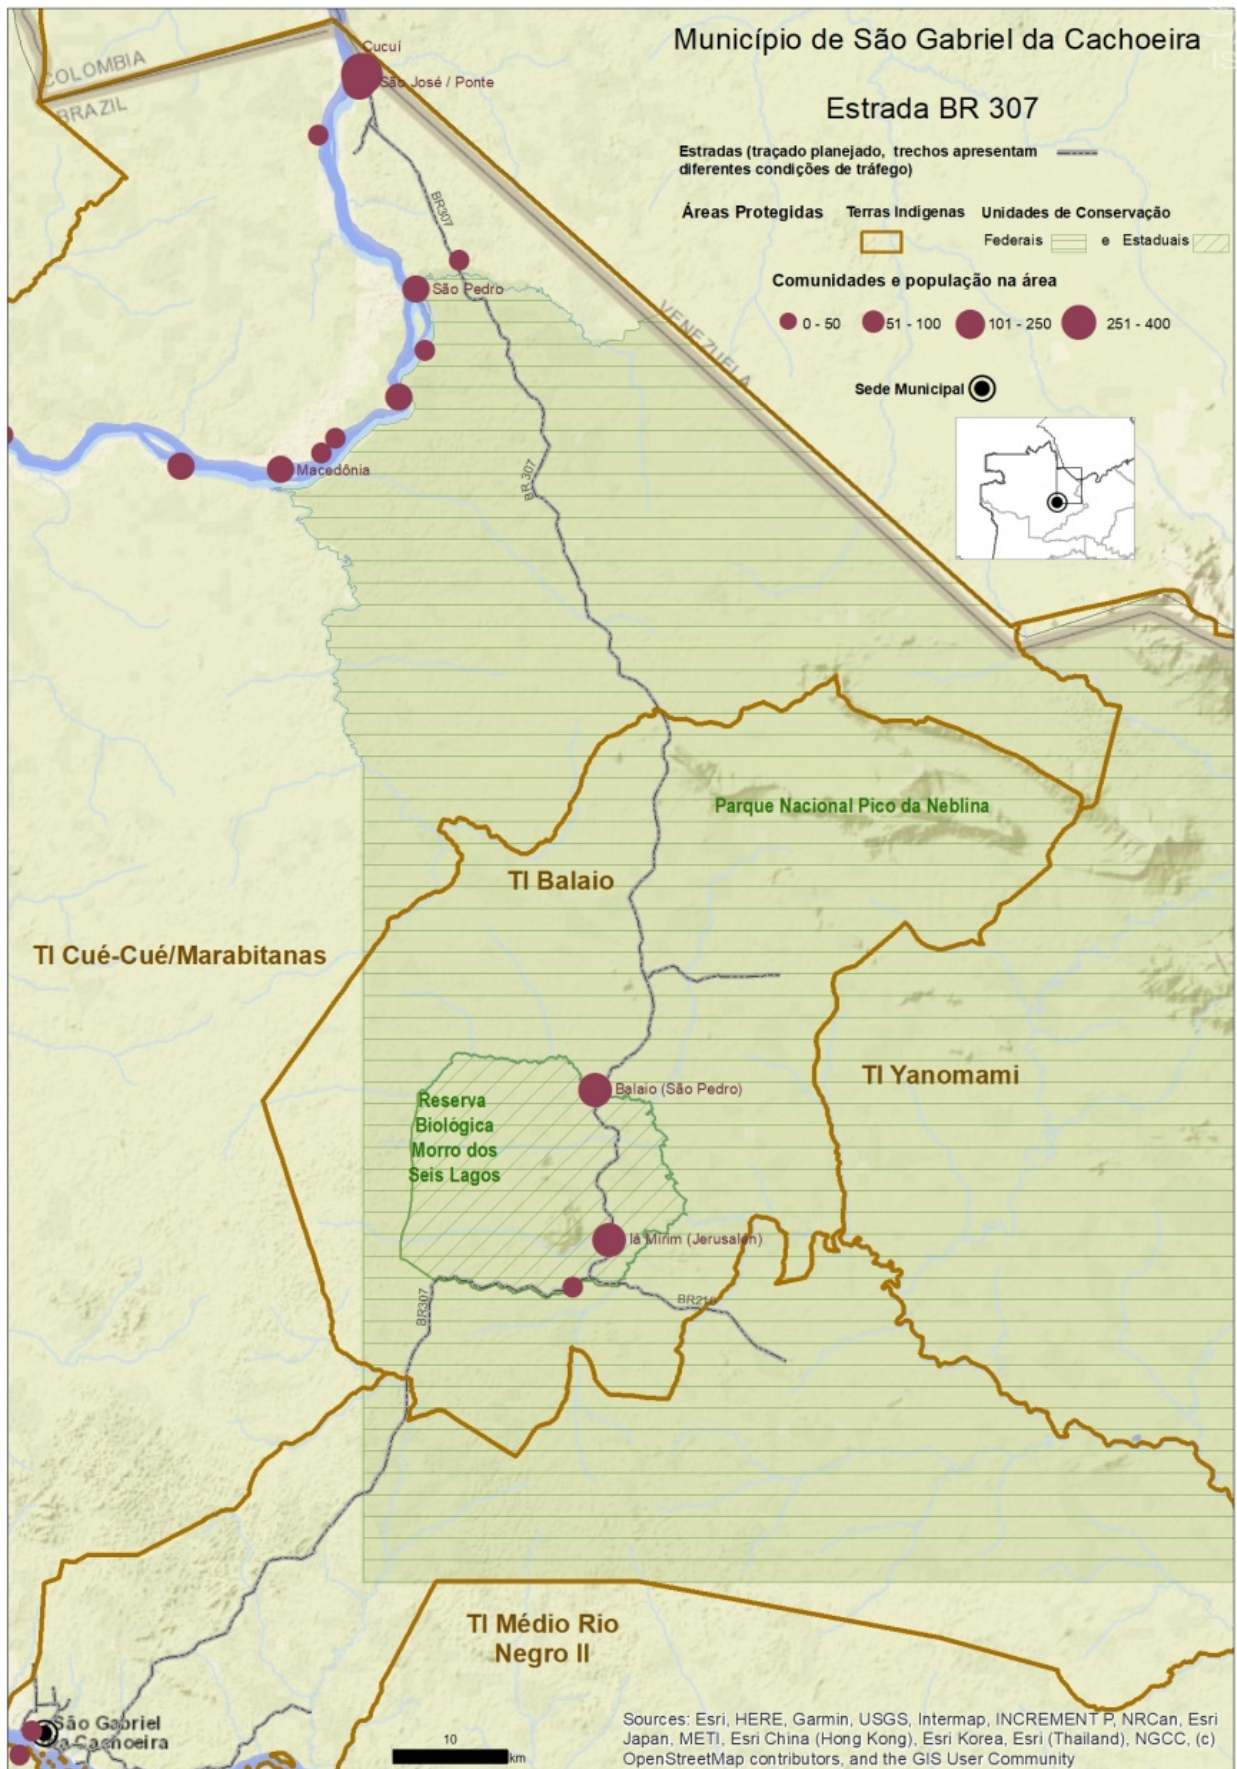 Município de São Gabriel da Cachoeira
Estrada BR 307
Estradas (traçado planejado, trechos apresentam
diferentes condições de tráfego)
Áreas Protegidas
Terras Indígenas
Unidades de Conservação
Federais
e
Estaduais
Comunidades e população na área
0 - 50
51 - 100
101 - 250
251 - 400
Sede Municipal
COLOMBIA
BRAZIL
VENEZUELA
Cucuí
São José / Ponte
BR307
São Pedro
BR 307
Macedônia
Parque Nacional Pico da Neblina
TI Balaio
TI Cué-Cué/Marabitanas
TI Yanomami
Balaio (São Pedro)
Reserva
Biológica
Morro dos
Seis Lagos
Iá Mirim (Jerusalén)
BR307
TI Médio Rio
Negro II
São Gabriel
da Cachoeira
10
km
Sources: Esri, HERE, Garmin, USGS, Intermap, INCREMENT P, NRCan, Esri
Japan, METI, Esri China (Hong Kong), Esri Korea, Esri (Thailand), NGCC, (c)
OpenStreetMap contributors, and the GIS User Community